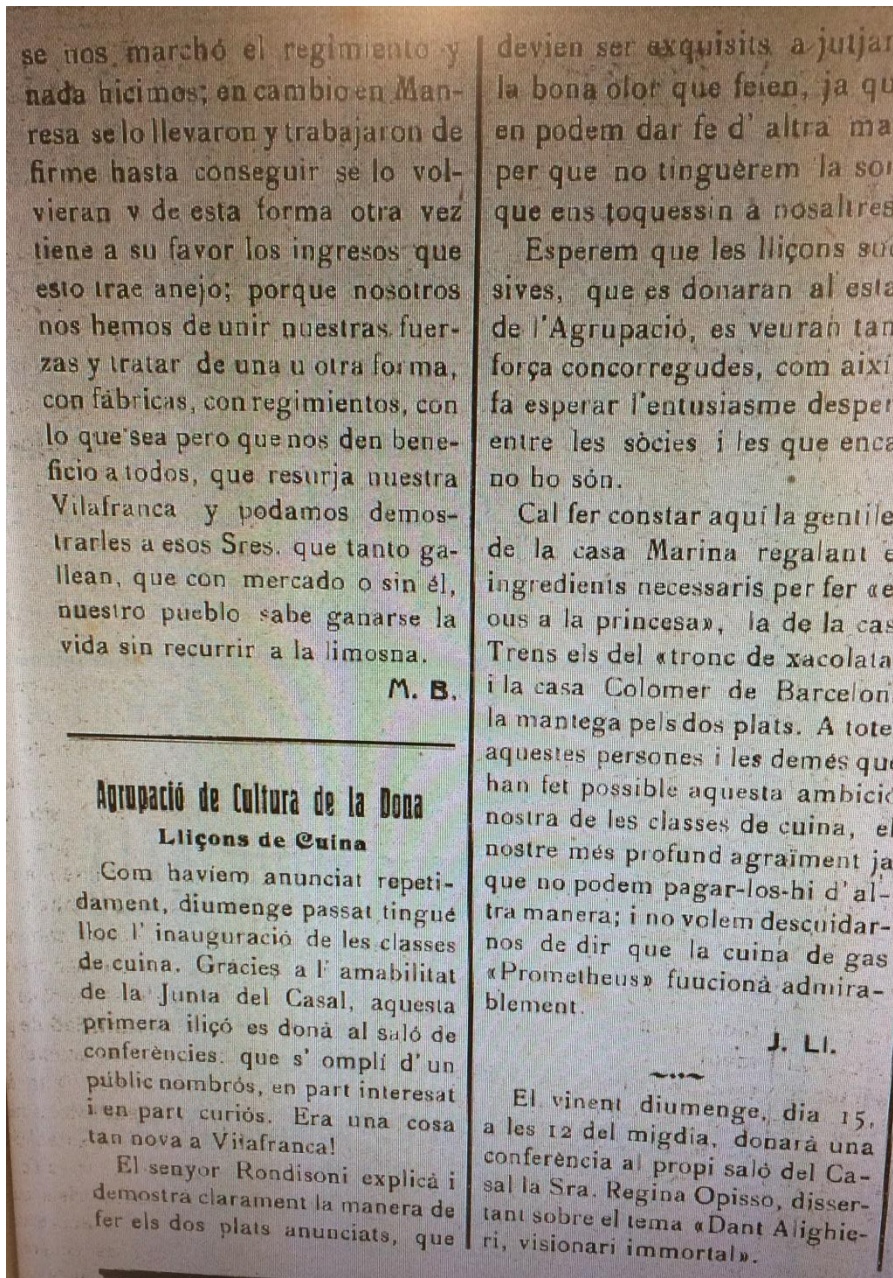 se nos marchó el regimiento y
nada hicimos; en cambio en Man-
resa se lo llevaron y trabajaron de
firme hasta conseguir se lo vol-
vieran y de esta forma otra vez
tiene a su favor los ingresos que
esto trae anejo; porque nosotros
nos hemos de unir nuestras fuer-
zas y tratar de una u otra forma,
con fábricas, con regimientos, con
lo que sea pero que nos den bene-
ficio a todos, que resurja nuestra
Vilafranca y podamos demos-
trarles a esos Sres. que tanto ga-
llean, que con mercado o sin él,
nuestro pueblo sabe ganarse la
vida sin recurrir a la limosna.
M. B.
Agrupació de Cultura de la Dona
Lliçons de Cuina
Com havíem anunciat repeti-
dament, diumenge passat tingué
lloc l' inauguració de les classes
de cuina. Gràcies a l' amabilitat
de la Junta del Casal, aquesta
primera lliçó es donà al saló de
conferències. que s' omplí d' un
públic nombrós, en part interesat
i en part curiós. Era una cosa
tan nova a Vilafranca!
El senyor Rondisoni explicà i
demostrà clarament la manera de
fer els dos plats anunciats, que
devien ser exquisits a jutjar
la bona òlor que feien, ja qu
en podem dar fe d' altra ma
per que no tinguèrem la sor
que ens toquessin a nosaltres
Esperem que les lliçons suc
sives, que es donaran al esta
de l'Agrupació, es veuran tan
força concorregudes, com aixi
fa esperar l'entusiasme desper
entre les sòcies i les que enca
no ho són.
Cal fer constar aquí la gentile
de la casa Marina regalant e
ingredients necessaris per fer «e
ous a la princesa», la de la cas
Trens els del «tronc de xacolata
i la casa Colomer de Barcelon
la mantega pels dos plats. A tote
aquestes persones i les demés que
han fet possible aquesta ambició
nostra de les classes de cuina, el
nostre més profund agraïment ja
que no podem pagar-los-hi d' al-
tra manera; i no volem descuidar-
nos de dir que la cuina de gas
«Prometheus» fuucionà admira-
blement.
J. Ll.
El vinent diumenge, dia 15,
a les 12 del migdia, donarà una
conferència al propi saló del Ca-
sal la Sra. Regina Opisso, disser-
tant sobre el tema «Dant Alighie-
ri, visionari immortal».